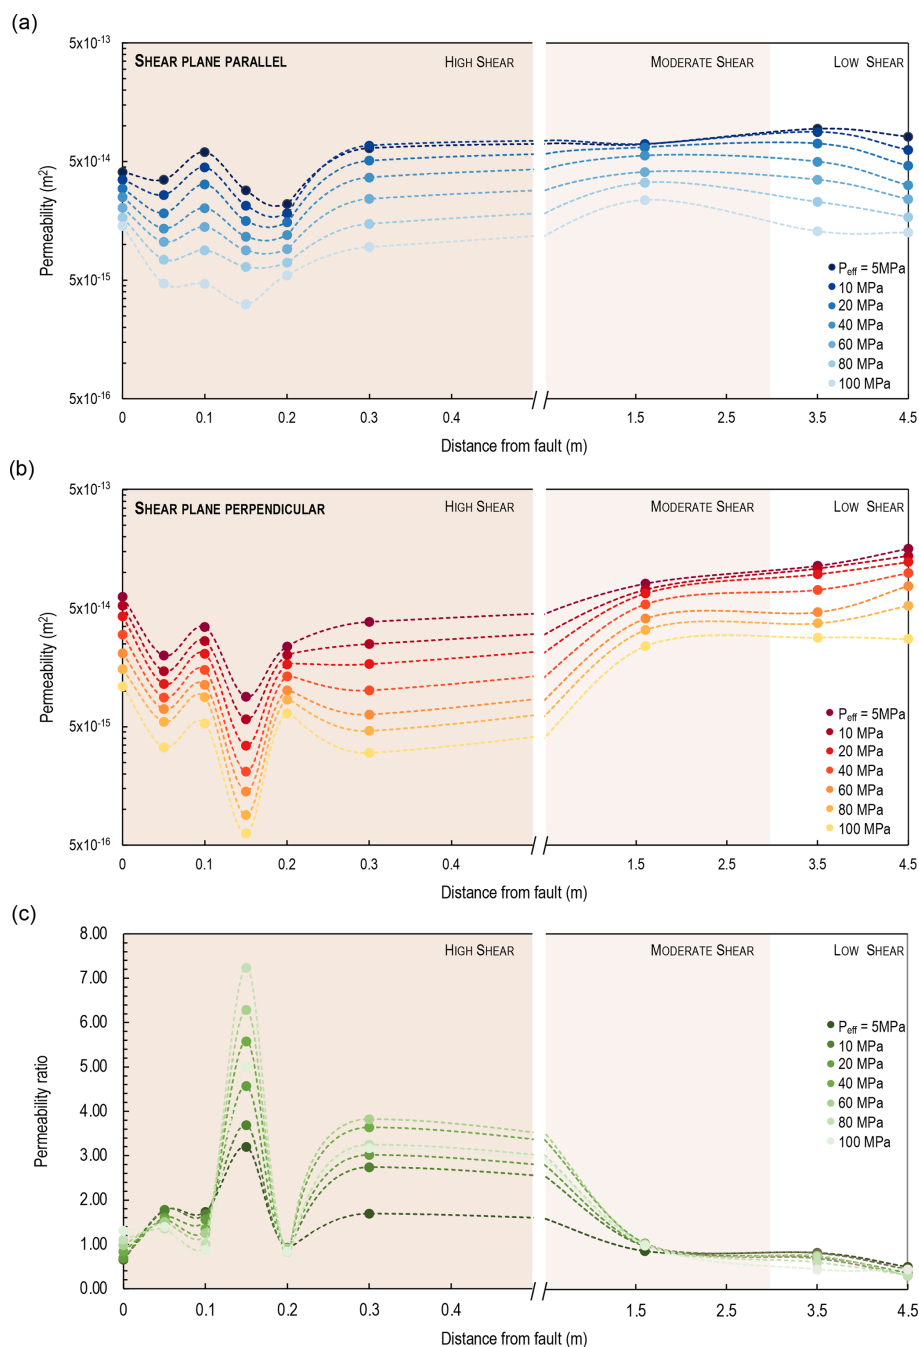 (a)
5x10-13
SHEAR PLANE PARALLEL
HIGH SHEAR
MODERATE SHEAR
LOW SHEAR
5x10-14
Permeability (m2)
5x10-15
Peff = 5MPa
10 MPa
20 MPa
40 MPa
60 MPa
80 MPa
100 MPa
5x10-16
0 0.1 0.2 0.3 0.4 1.5 2.5 3.5 4.5
Distance from fault (m)
(b)
5x10-13
SHEAR PLANE PERPENDICULAR
HIGH SHEAR
MODERATE SHEAR
LOW SHEAR
5x10-14
Permeability (m2)
5x10-15
Peff = 5MPa
10 MPa
20 MPa
40 MPa
60 MPa
80 MPa
100 MPa
5x10-16
0 0.1 0.2 0.3 0.4 1.5 2.5 3.5 4.5
Distance from fault (m)
(c)
8.00
HIGH SHEAR
MODERATE SHEAR
LOW SHEAR
7.00
6.00
5.00
4.00
3.00
2.00
1.00
0.00
Permeability ratio
Peff = 5MPa
10 MPa
20 MPa
40 MPa
60 MPa
80 MPa
100 MPa
0 0.1 0.2 0.3 0.4 1.5 2.5 3.5 4.5
Distance from fault (m)